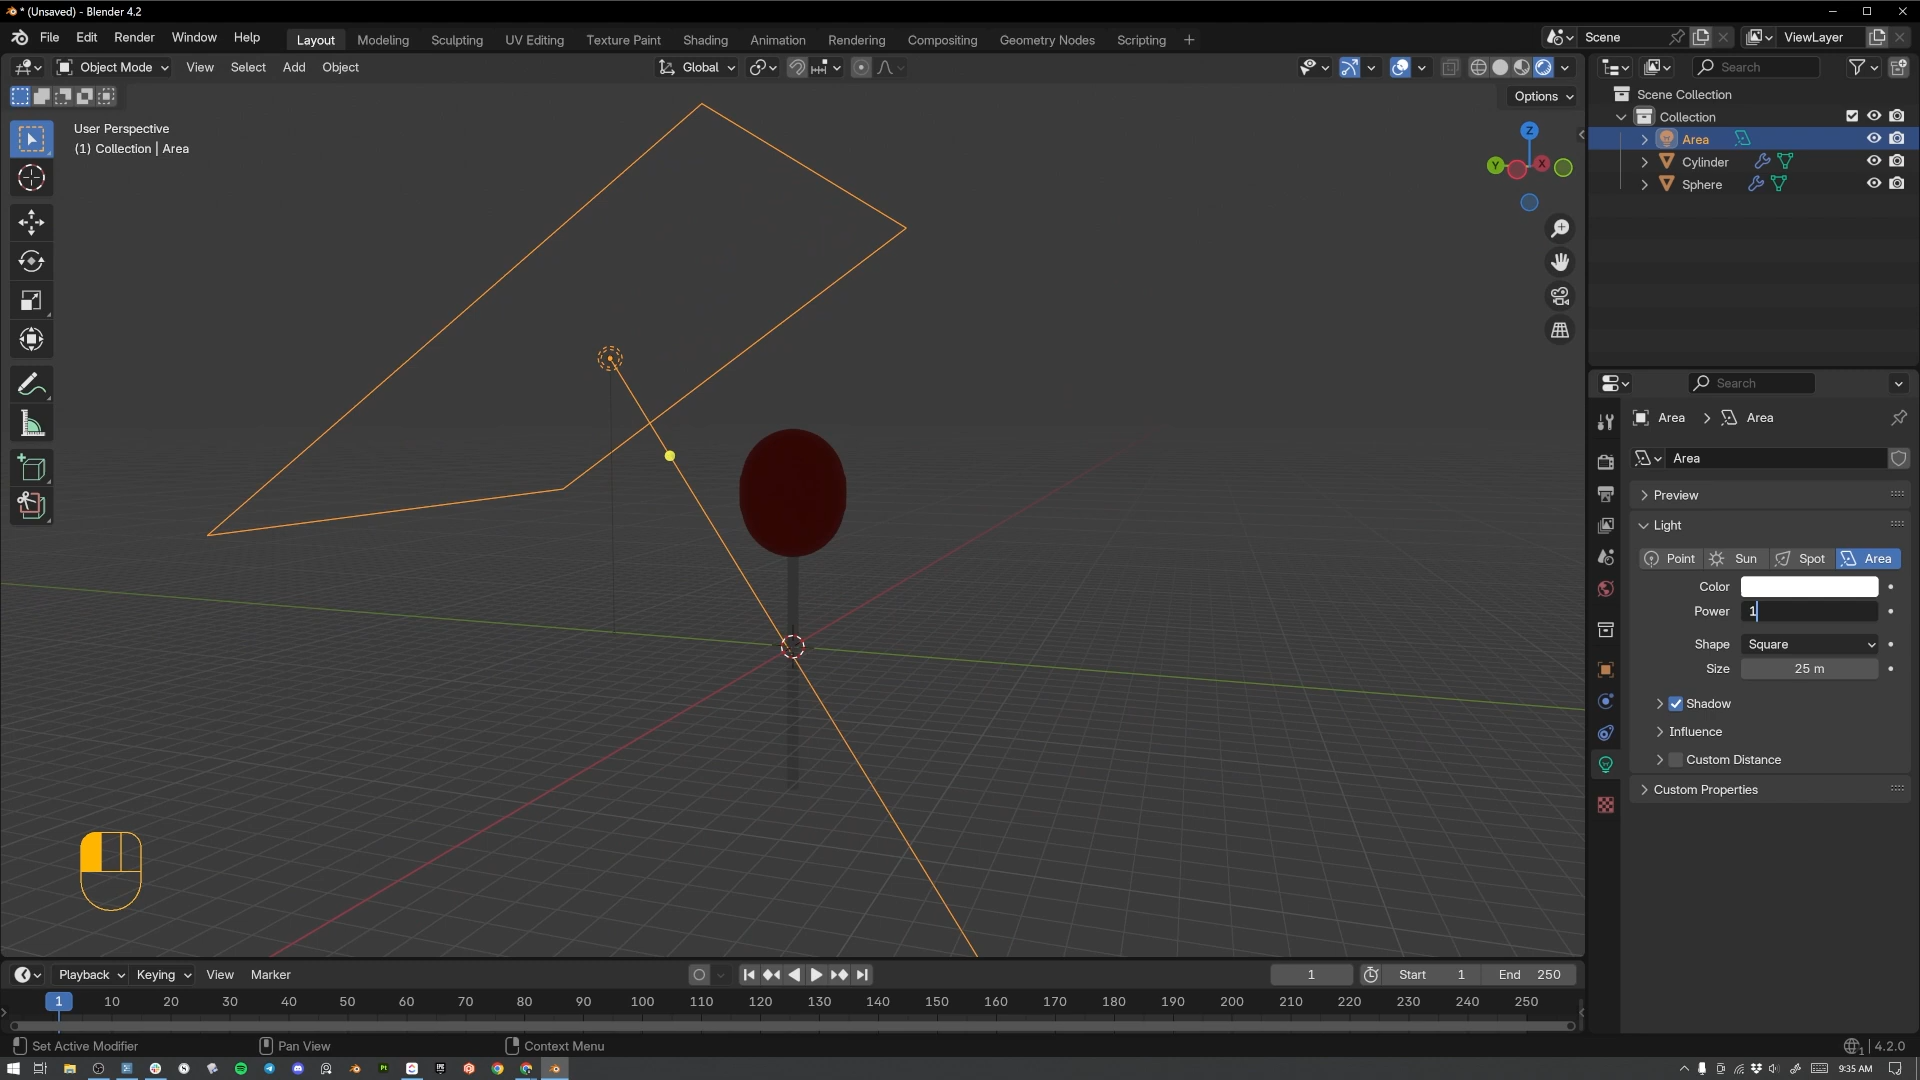 * (Unsaved) - Blender 4.2
File Edit Render Window Help Layout Modeling Sculpting UV Editing Texture Paint Shading Animation Rendering Compositing Geometry Nodes Scripting + Scene ViewLayer
Object Mode View Select Add Object Global Search
Options
User Perspective
(1) Collection | Area
Z
Y
X
Scene Collection
Collection
Area
Cylinder
Sphere
Search
Area > Area
Area
Preview
Light
Point Sun Spot Area
Color
Power 1
Shape Square
Size 25 m
Shadow
Influence
Custom Distance
Custom Properties
Playback Keying View Marker 1 Start 1 End 250
1 10 20 30 40 50 60 70 80 90 100 110 120 130 140 150 160 170 180 190 200 210 220 230 240 250
Set Active Modifier Pan View Context Menu 4.2.0
9:35 AM